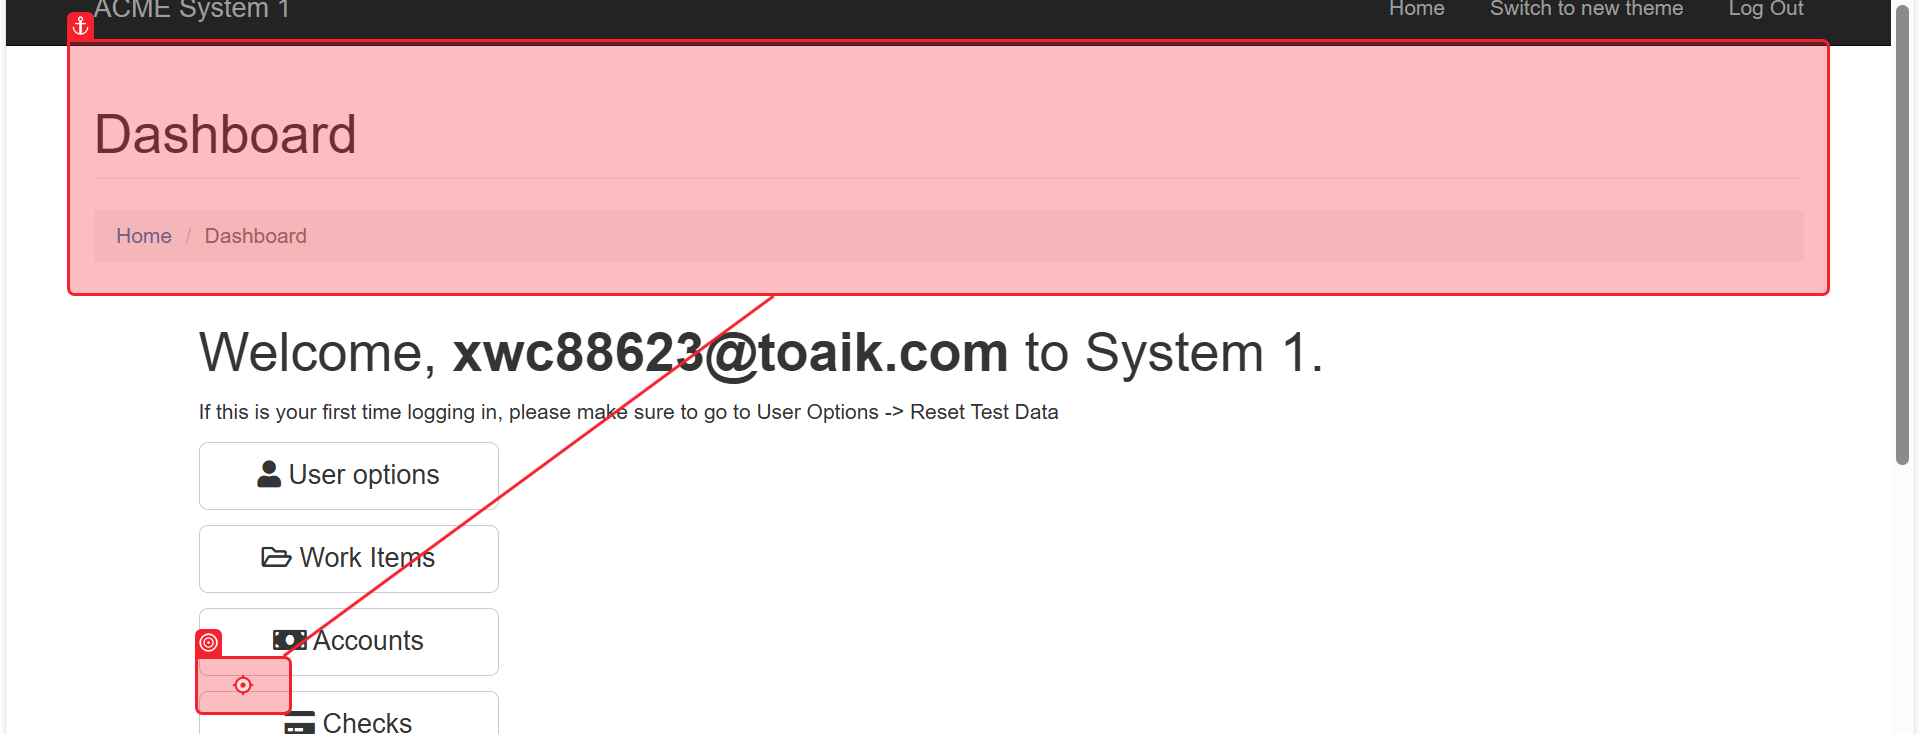 ACME System 1 Home Switch to new theme Log Out
Dashboard
Home / Dashboard
Welcome, xwc88623@toaik.com to System 1.
If this is your first time logging in, please make sure to go to User Options -> Reset Test Data
User options
Work Items
Accounts
Checks